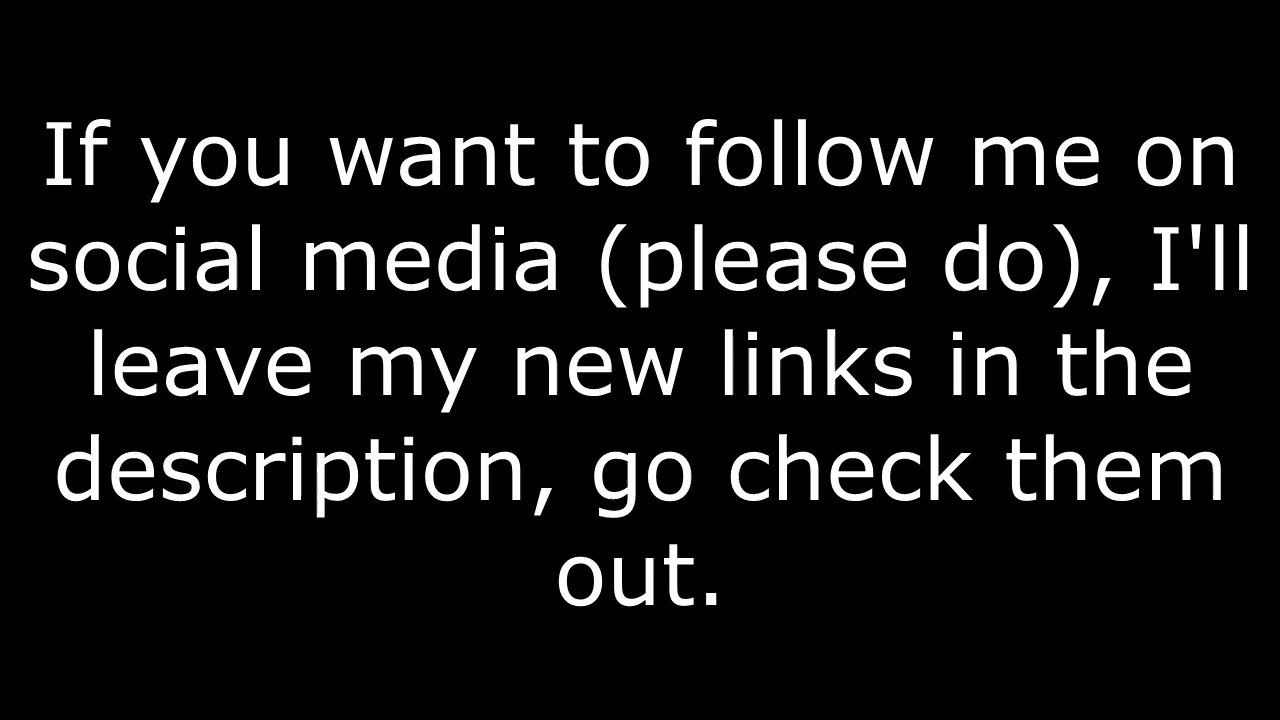 If you want to follow me on
social media (please do), I'll
leave my new links in the
description, go check them
out.